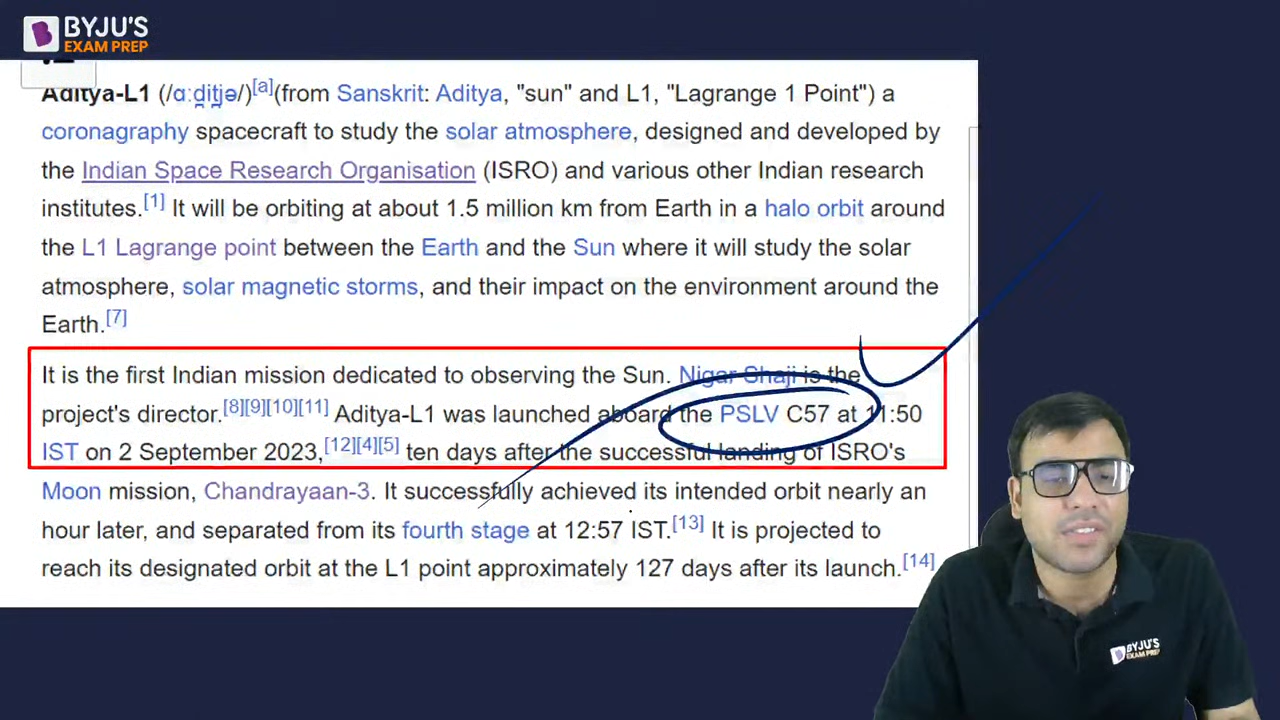 BYJU'S
EXAM PREP
Aditya-L1 (/ɑːd̪it̪jə/)[a](from Sanskrit: Aditya, "sun" and L1, "Lagrange 1 Point") a
coronagraphy spacecraft to study the solar atmosphere, designed and developed by
the Indian Space Research Organisation (ISRO) and various other Indian research
institutes.[1] It will be orbiting at about 1.5 million km from Earth in a halo orbit around
the L1 Lagrange point between the Earth and the Sun where it will study the solar
atmosphere, solar magnetic storms, and their impact on the environment around the
Earth.[7]
It is the first Indian mission dedicated to observing the Sun. Nigar Shaji is the
project's director.[8][9][10][11] Aditya-L1 was launched aboard the PSLV C57 at 11:50
IST on 2 September 2023,[12][4][5] ten days after the successful landing of ISRO's
Moon mission, Chandrayaan-3. It successfully achieved its intended orbit nearly an
hour later, and separated from its fourth stage at 12:57 IST.[13] It is projected to
reach its designated orbit at the L1 point approximately 127 days after its launch.[14]
BYJU'S
EXAM PREP